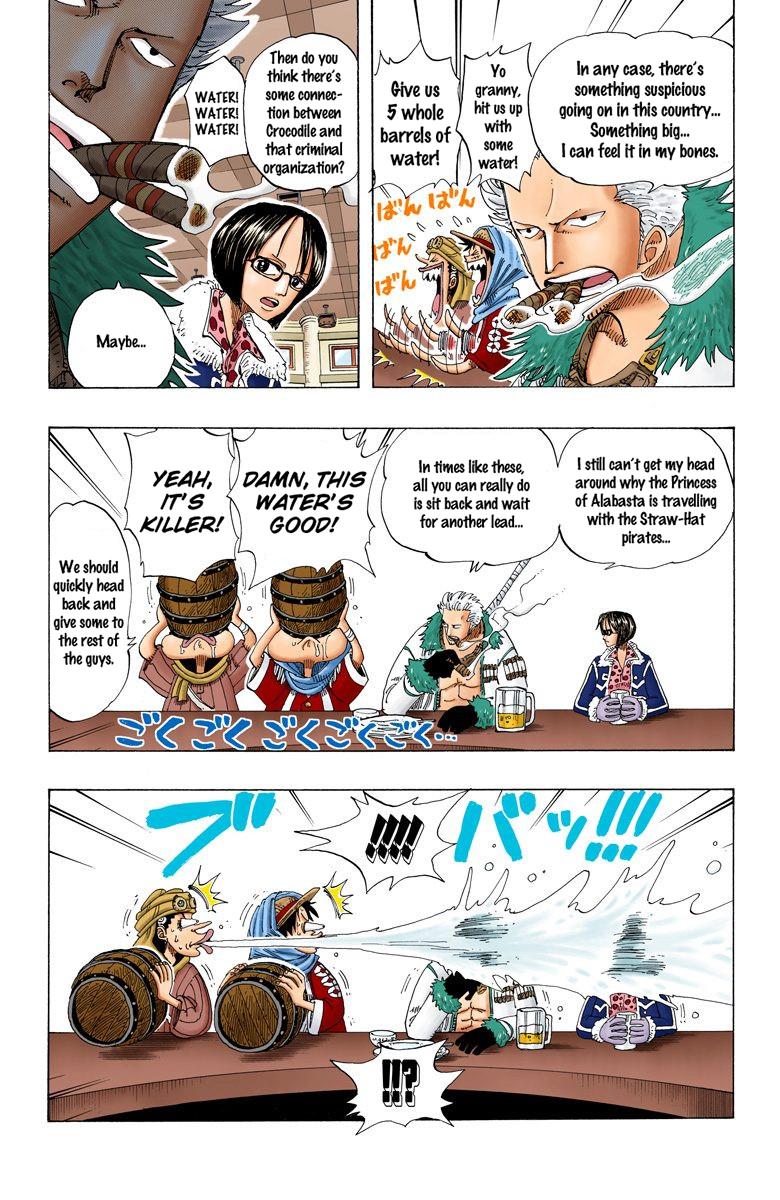 In any case, there's
something suspicious
going on in this country...
Something big...
I can feel it in my bones.
Yo
granny,
hit us up
with
some
water!
Give us
5 whole
barrels of
water!
ばん ばん
ばん
ばん
Then do you
think there's
some connec-
tion between
Crocodile and
that criminal
organization?
WATER!
WATER!
WATER!
Maybe...
I still can't get my head
around why the Princess
of Alabasta is travelling
with the Straw-Hat
pirates...
In times like these,
all you can really do
is sit back and wait
for another lead...
DAMN, THIS
WATER'S
GOOD!
YEAH,
IT'S
KILLER!
We should
quickly head
back and
give some to
the rest of
the guys.
ごく ごく ごくごくごく...
ブバッ!!!
!!!!
!!?